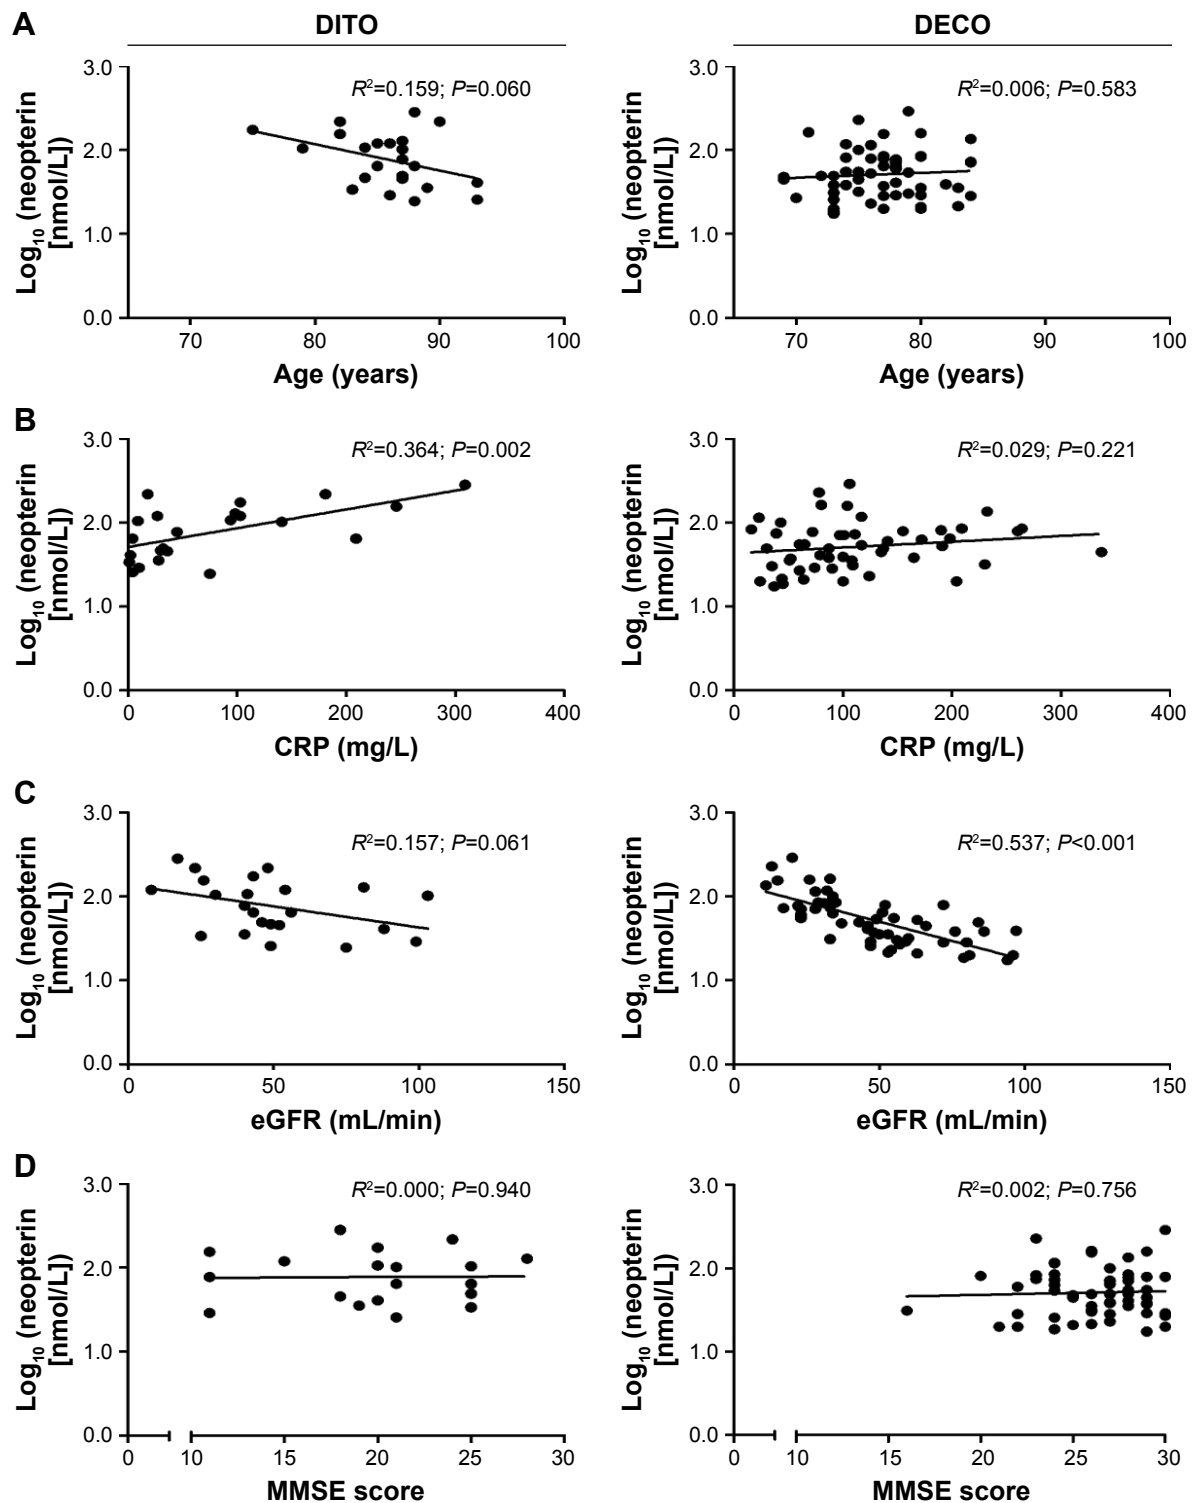 A
DITO
DECO
R²=0.159; P=0.060
R²=0.006; P=0.583
Log₁₀ (neopterin
[nmol/L])
3.0
2.0
1.0
0.0
70 80 90 100
Age (years)
Log₁₀ (neopterin
[nmol/L])
3.0
2.0
1.0
0.0
70 80 90 100
Age (years)
B
R²=0.364; P=0.002
R²=0.029; P=0.221
Log₁₀ (neopterin
[nmol/L])
3.0
2.0
1.0
0.0
0 100 200 300 400
CRP (mg/L)
Log₁₀ (neopterin
[nmol/L])
3.0
2.0
1.0
0.0
0 100 200 300 400
CRP (mg/L)
C
R²=0.157; P=0.061
R²=0.537; P<0.001
Log₁₀ (neopterin
[nmol/L])
3.0
2.0
1.0
0.0
0 50 100 150
eGFR (mL/min)
Log₁₀ (neopterin
[nmol/L])
3.0
2.0
1.0
0.0
0 50 100 150
eGFR (mL/min)
D
R²=0.000; P=0.940
R²=0.002; P=0.756
Log₁₀ (neopterin
[nmol/L])
3.0
2.0
1.0
0.0
0 10 15 20 25 30
MMSE score
Log₁₀ (neopterin
[nmol/L])
3.0
2.0
1.0
0.0
0 10 15 20 25 30
MMSE score